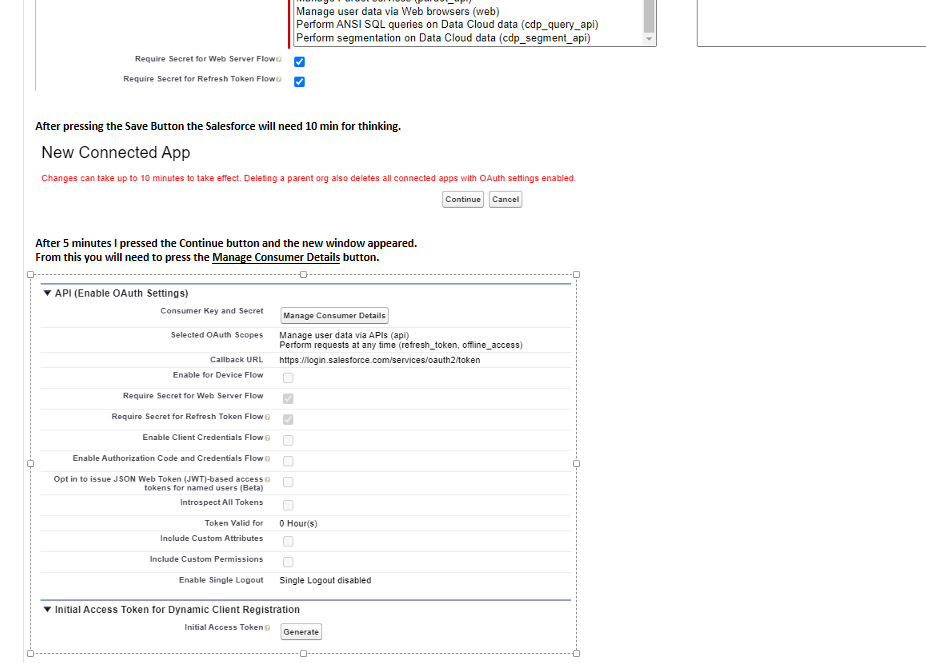 Manage user data via Web browsers (web)
Perform ANSI SQL queries on Data Cloud data (cdp_query_api)
Perform segmentation on Data Cloud data (cdp_segment_api)
Require Secret for Web Server Flow
Require Secret for Refresh Token Flow
After pressing the Save Button the Salesforce will need 10 min for thinking.
New Connected App
Changes can take up to 10 minutes to take effect. Deleting a parent org also deletes all connected apps with OAuth settings enabled.
Continue Cancel
After 5 minutes I pressed the Continue button and the new window appeared.
From this you will need to press the Manage Consumer Details button.
API (Enable OAuth Settings)
Consumer Key and Secret Manage Consumer Details
Selected OAuth Scopes Manage user data via APIs (api)
Perform requests at any time (refresh_token, offline_access)
Callback URL https://login.salesforce.com/services/oauth2/token
Enable for Device Flow
Require Secret for Web Server Flow
Require Secret for Refresh Token Flow
Enable Client Credentials Flow
Enable Authorization Code and Credentials Flow
Opt in to issue JSON Web Token (JWT)-based access
tokens for named users (Beta)
Introspect All Tokens
Token Valid for 0 Hour(s)
Include Custom Attributes
Include Custom Permissions
Enable Single Logout Single Logout disabled
Initial Access Token for Dynamic Client Registration
Initial Access Token Generate